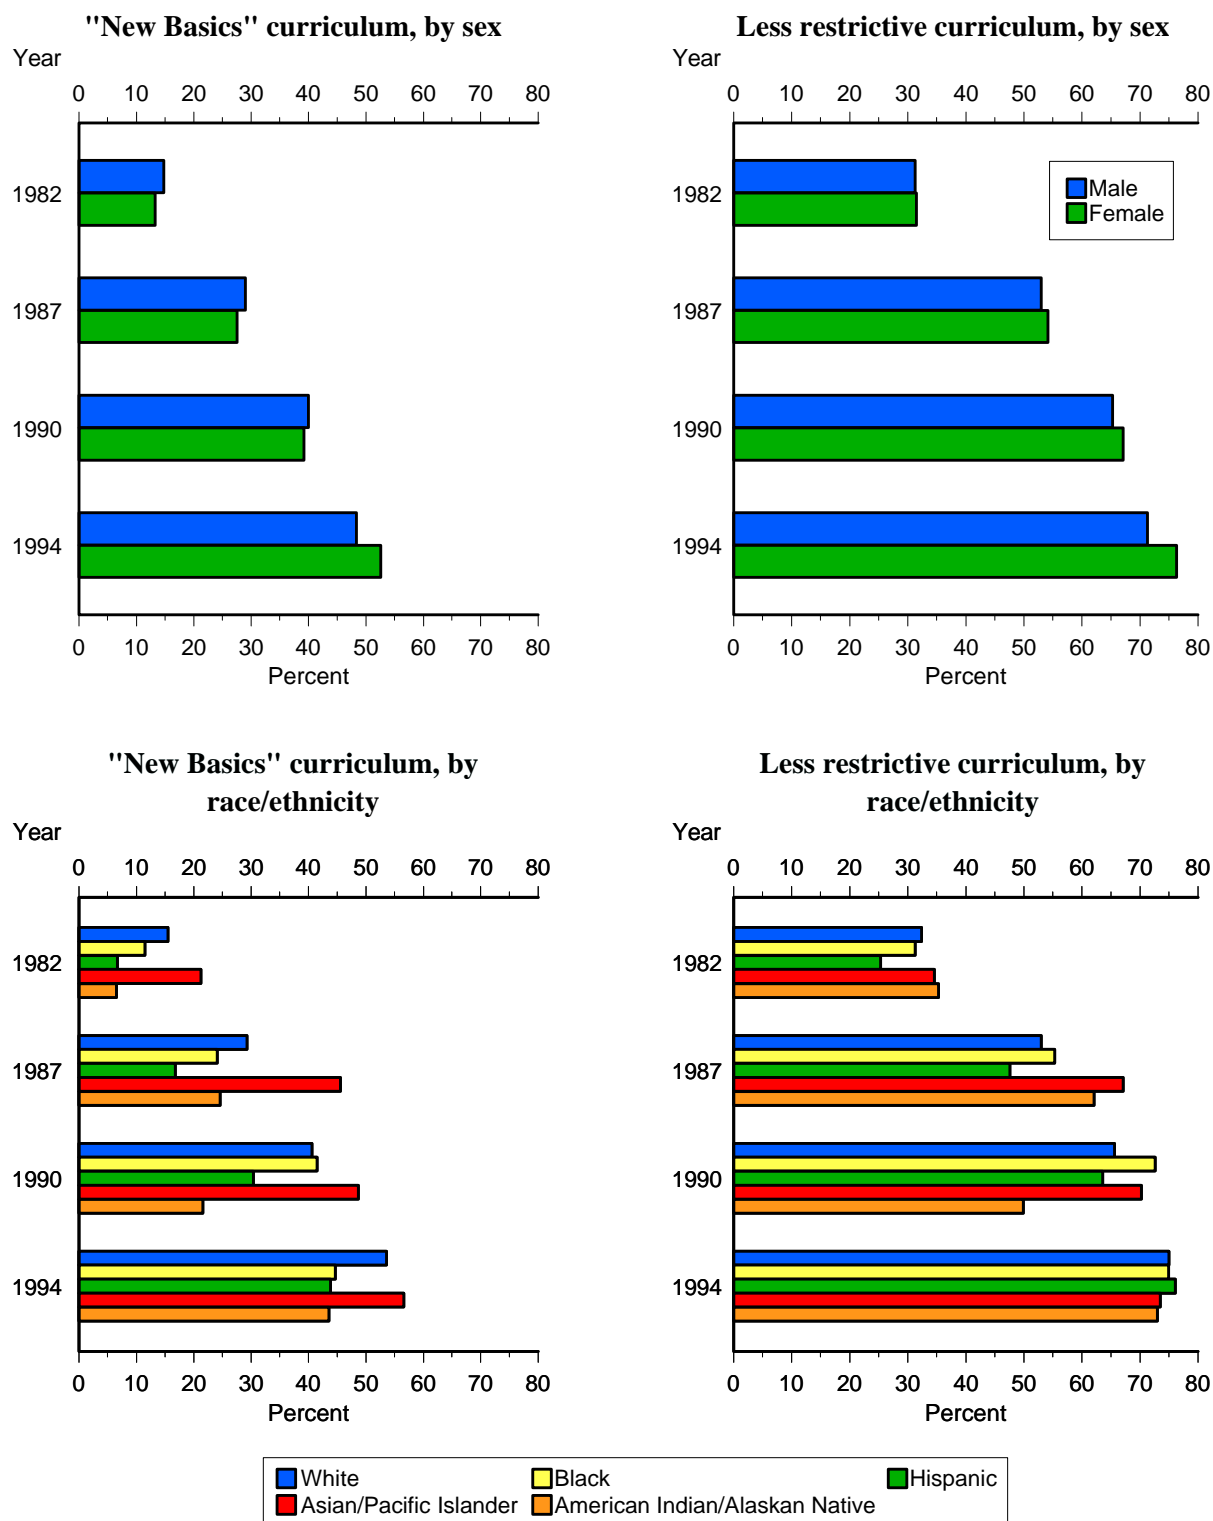 "New Basics" curriculum, by sex
Year
0 10 20 30 40 50 60 70 80
1982
1987
1990
1994
0 10 20 30 40 50 60 70 80
Percent
Less restrictive curriculum, by sex
Year
0 10 20 30 40 50 60 70 80
Male
Female
1982
1987
1990
1994
0 10 20 30 40 50 60 70 80
Percent
"New Basics" curriculum, by
race/ethnicity
Year
0 10 20 30 40 50 60 70 80
1982
1987
1990
1994
0 10 20 30 40 50 60 70 80
Percent
Less restrictive curriculum, by
race/ethnicity
Year
0 10 20 30 40 50 60 70 80
1982
1987
1990
1994
0 10 20 30 40 50 60 70 80
Percent
White Black Hispanic
Asian/Pacific Islander American Indian/Alaskan Native